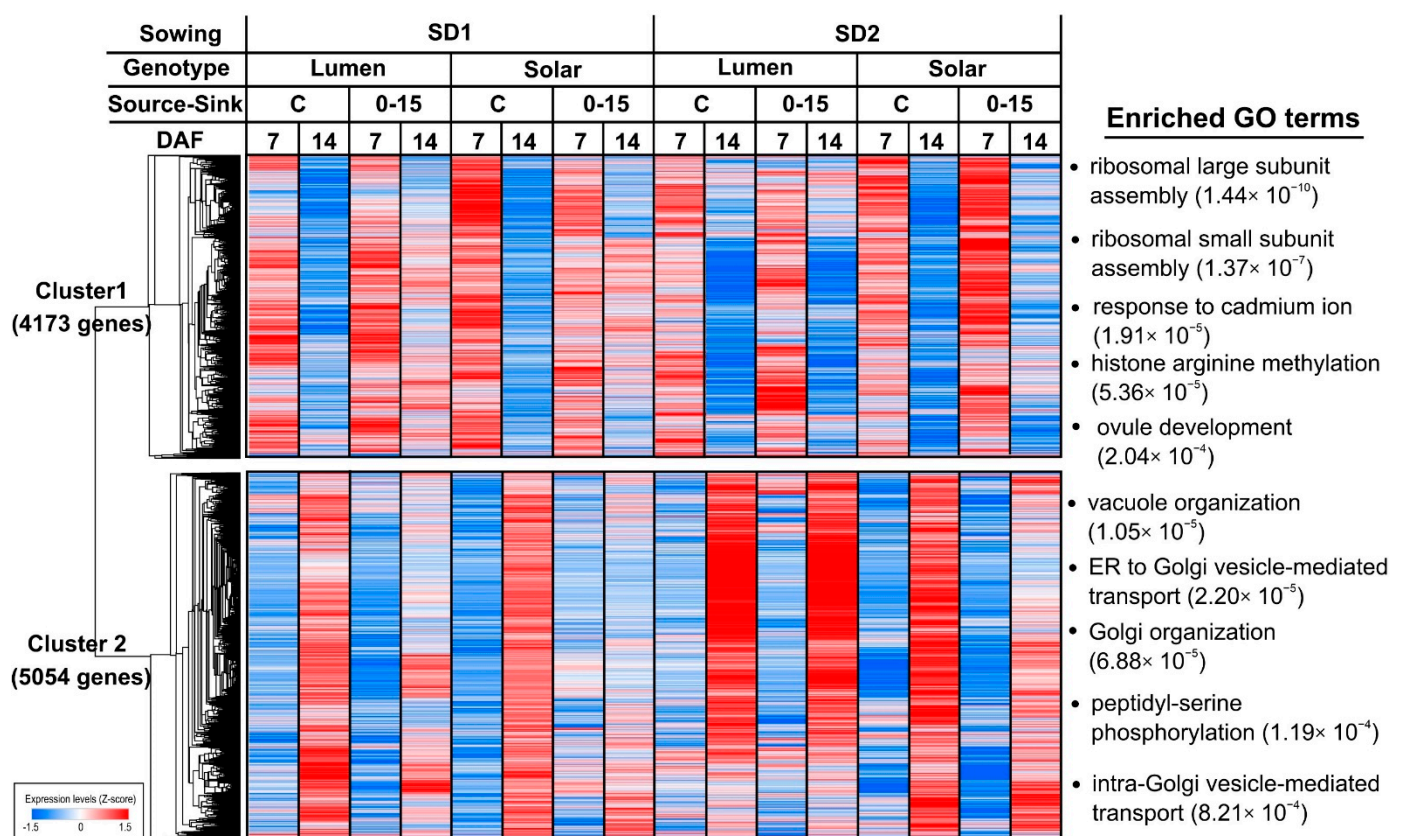 Sowing SD1 SD2
Genotype Lumen Solar Lumen Solar
Source-Sink C 0-15 C 0-15 C 0-15 C 0-15
DAF 7 14 7 14 7 14 7 14 7 14 7 14 7 14 7 14
Enriched GO terms
• ribosomal large subunit
assembly (1.44× 10⁻¹⁰)
• ribosomal small subunit
assembly (1.37× 10⁻⁷)
• response to cadmium ion
(1.91× 10⁻⁵)
• histone arginine methylation
(5.36× 10⁻⁵)
• ovule development
(2.04× 10⁻⁴)
Cluster1
(4173 genes)
• vacuole organization
(1.05× 10⁻⁵)
• ER to Golgi vesicle-mediated
transport (2.20× 10⁻⁵)
• Golgi organization
(6.88× 10⁻⁵)
• peptidyl-serine
phosphorylation (1.19× 10⁻⁴)
• intra-Golgi vesicle-mediated
transport (8.21× 10⁻⁴)
Cluster 2
(5054 genes)
Expression levels (Z-score)
-1.5 0 1.5